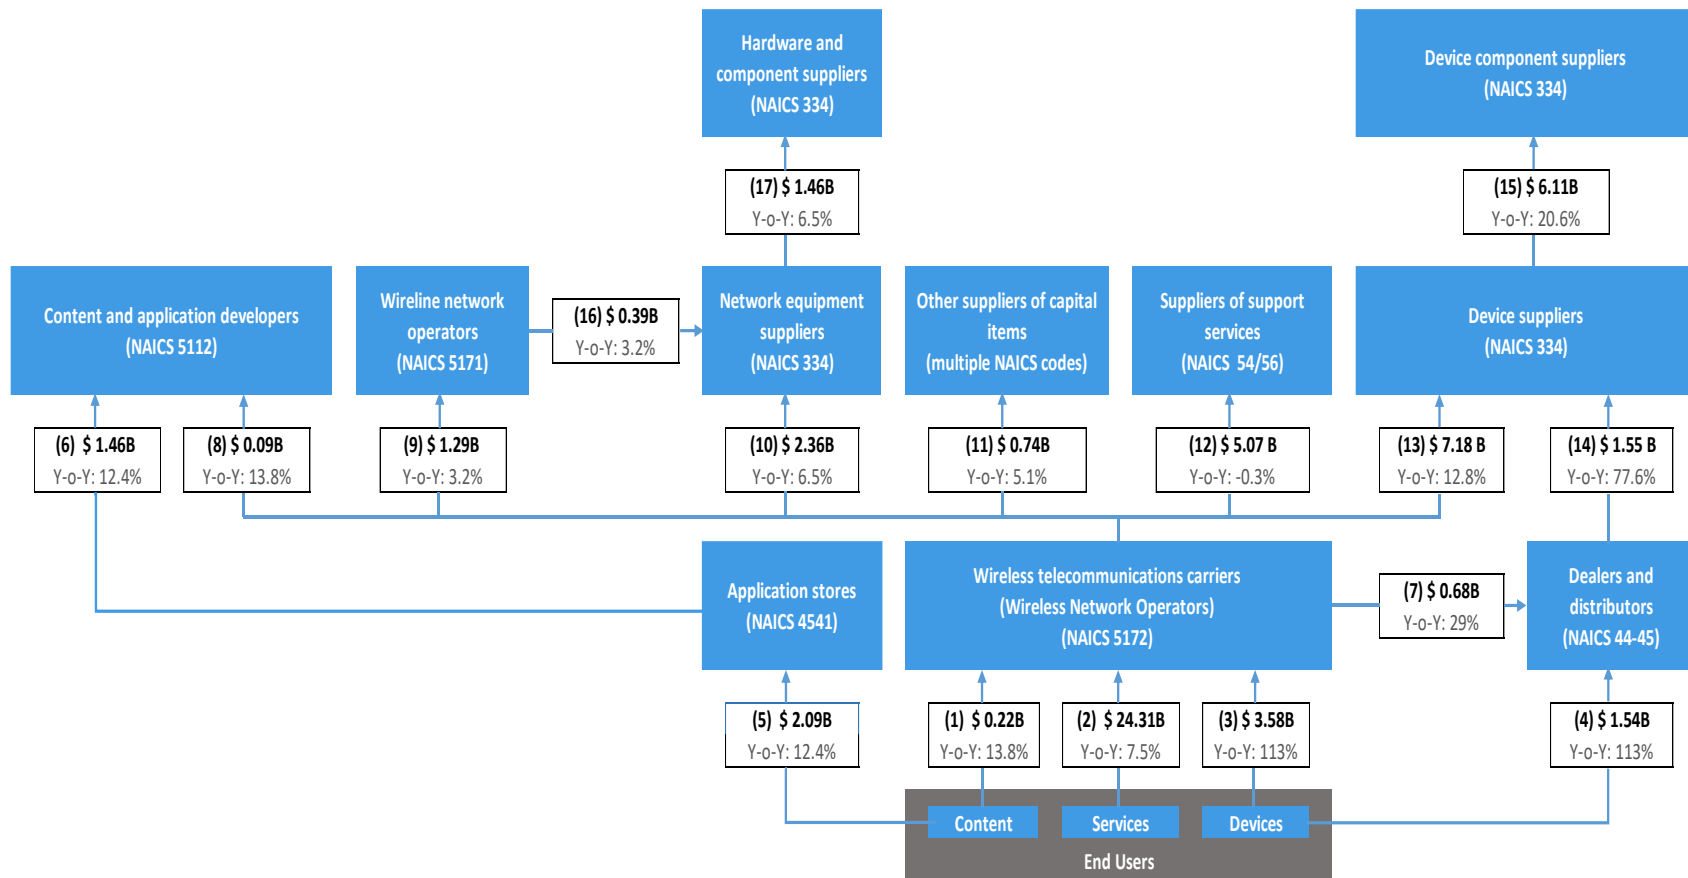 Hardware and
component suppliers
(NAICS 334)
Device component suppliers
(NAICS 334)
(17) $ 1.46B
Y-o-Y: 6.5%
(15) $ 6.11B
Y-o-Y: 20.6%
Content and application developers
(NAICS 5112)
Wireline network
operators
(NAICS 5171)
(16) $ 0.39B
Y-o-Y: 3.2%
Network equipment
suppliers
(NAICS 334)
Other suppliers of capital
items
(multiple NAICS codes)
Suppliers of support
services
(NAICS 54/56)
Device suppliers
(NAICS 334)
(6) $ 1.46B
Y-o-Y: 12.4%
(8) $ 0.09B
Y-o-Y: 13.8%
(9) $ 1.29B
Y-o-Y: 3.2%
(10) $ 2.36B
Y-o-Y: 6.5%
(11) $ 0.74B
Y-o-Y: 5.1%
(12) $ 5.07 B
Y-o-Y: -0.3%
(13) $ 7.18 B
Y-o-Y: 12.8%
(14) $ 1.55 B
Y-o-Y: 77.6%
Application stores
(NAICS 4541)
Wireless telecommunications carriers
(Wireless Network Operators)
(NAICS 5172)
(7) $ 0.68B
Y-o-Y: 29%
Dealers and
distributors
(NAICS 44-45)
(5) $ 2.09B
Y-o-Y: 12.4%
(1) $ 0.22B
Y-o-Y: 13.8%
(2) $ 24.31B
Y-o-Y: 7.5%
(3) $ 3.58B
Y-o-Y: 113%
(4) $ 1.54B
Y-o-Y: 113%
Content
Services
Devices
End Users